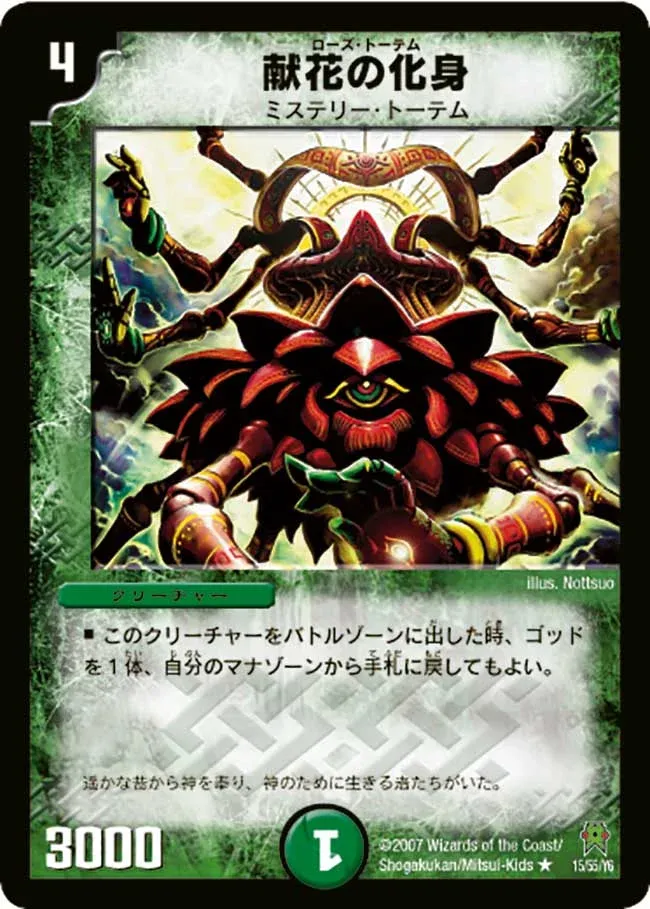 4
ローズ・トーテム
献花の化身
ミステリー・トーテム
illus. Nottsuo
クリーチャー
■ このクリーチャーをバトルゾーンに出した時、ゴッド
を1体、自分のマナゾーンから手札に戻してもよい。
遥かな昔から神を奉り、神のために生きる者たちがいた。
3000
1
©2007 Wizards of the Coast/
Shogakukan/Mitsui-Kids ★
15/55/Y6